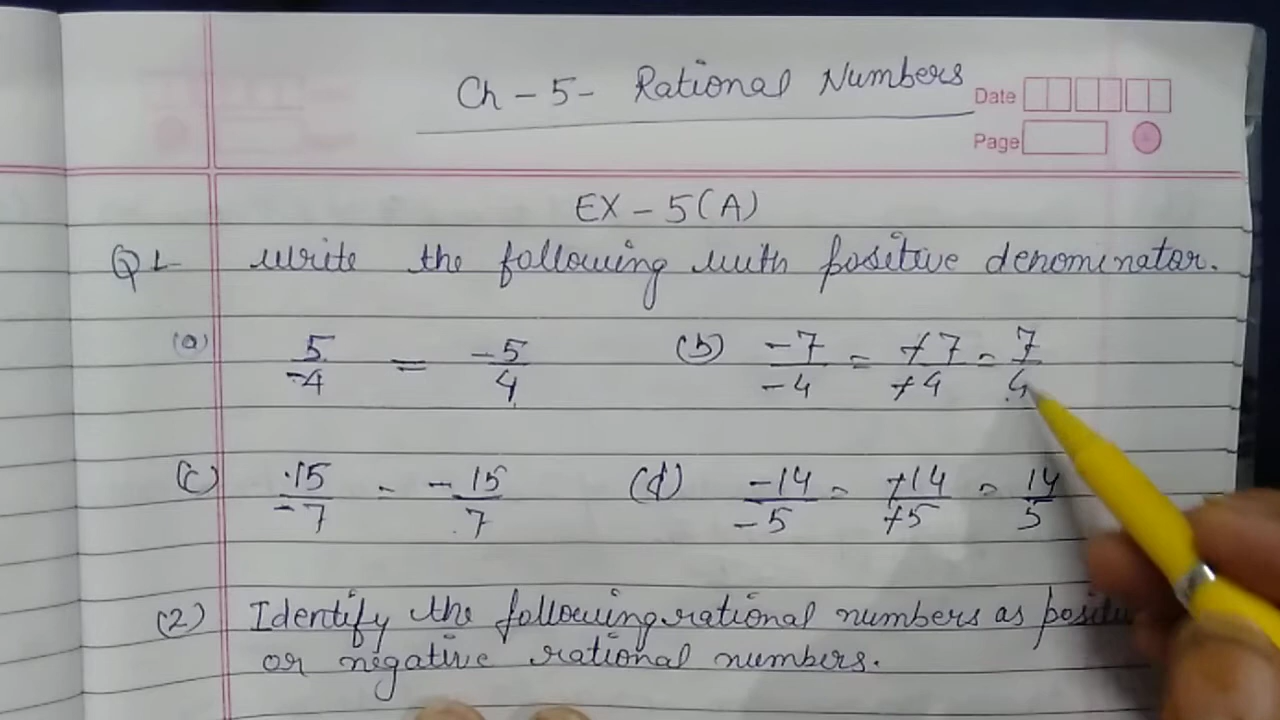 Ch - 5 - Rational Numbers
Date
Page
EX - 5(A)
Q1 Write the following with positive denominator.
(a) 5/-4 = -5/4 (b) -7/-4 = +7/+4 = 7/4
(c) 15/-7 = -15/7 (d) -14/-5 = +14/+5 = 14/5
(2) Identify the following rational numbers as
or negative rational numbers.